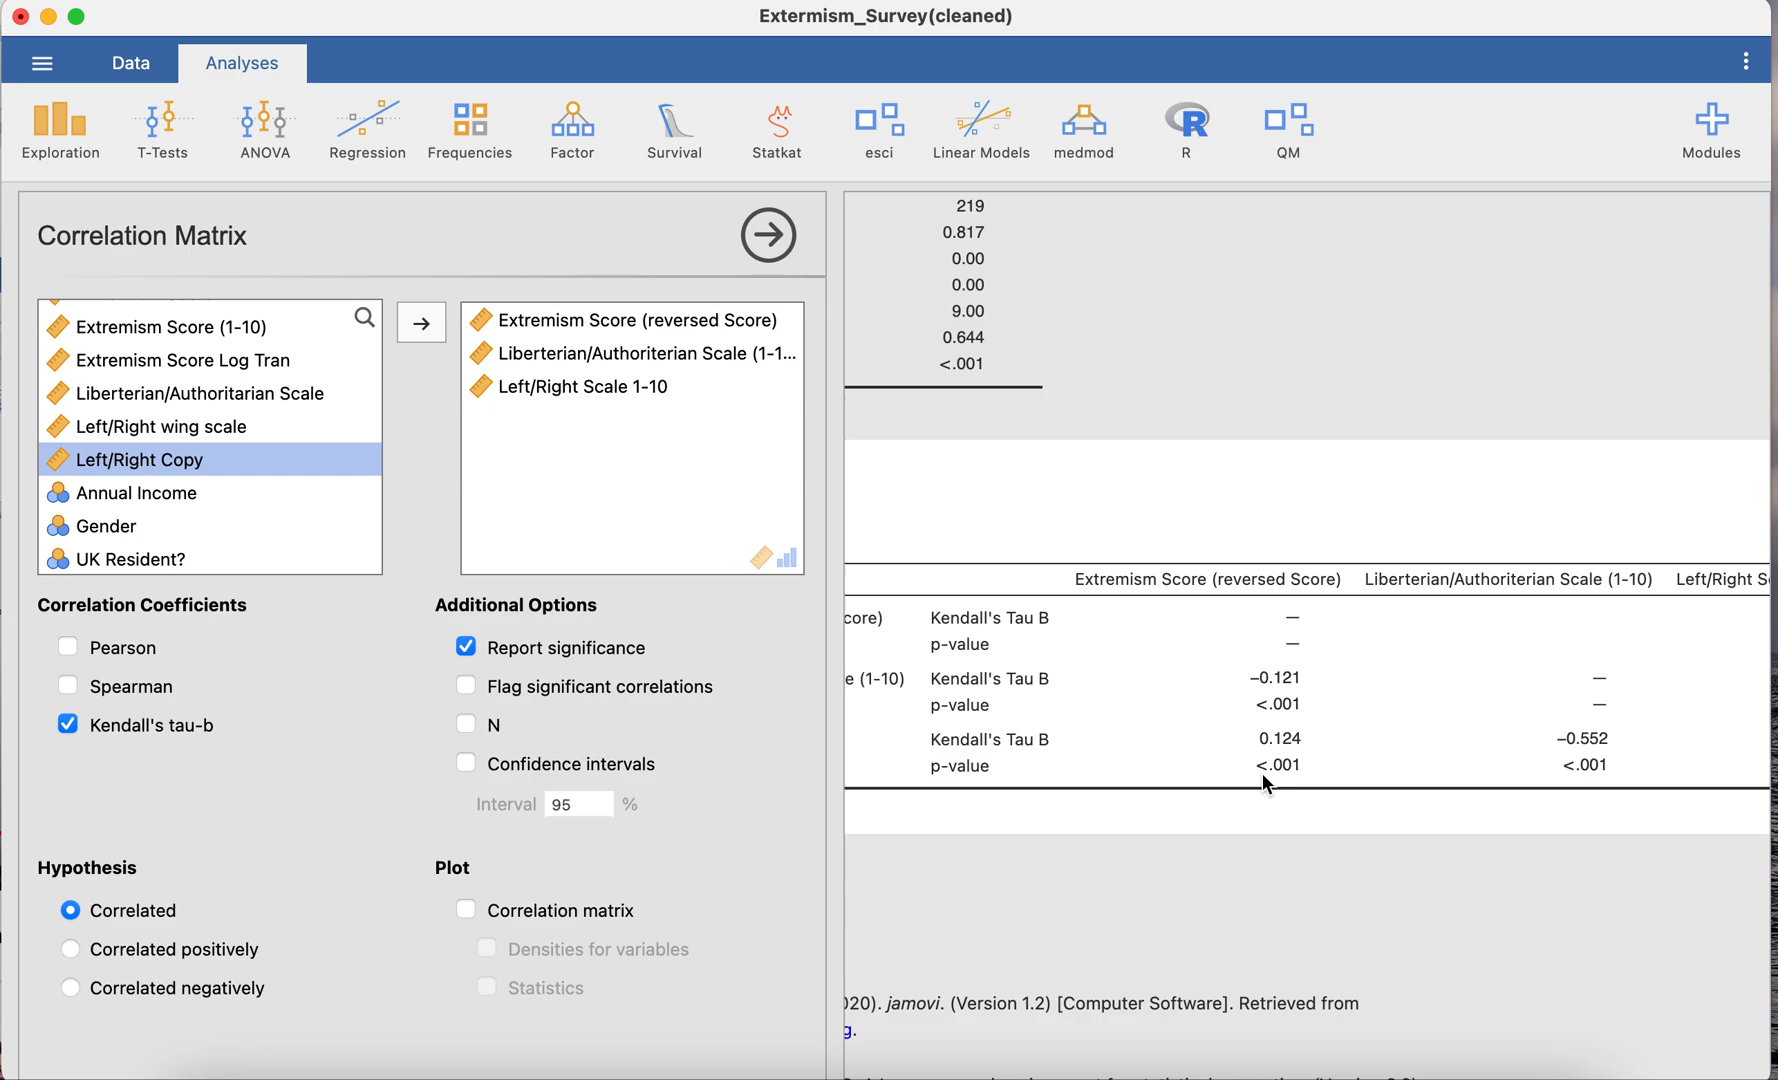 Extermism_Survey(cleaned)
Data
Analyses
Exploration
T-Tests
ANOVA
Regression
Frequencies
Factor
Survival
Statkat
esci
Linear Models
medmod
R
QM
Modules
Correlation Matrix
Extremism Score (1-10)
Extremism Score Log Tran
Liberterian/Authoritarian Scale
Left/Right wing scale
Left/Right Copy
Annual Income
Gender
UK Resident?
Extremism Score (reversed Score)
Liberterian/Authoriterian Scale (1-1...
Left/Right Scale 1-10
Correlation Coefficients
Pearson
Spearman
Kendall's tau-b
Additional Options
Report significance
Flag significant correlations
N
Confidence intervals
Interval 95 %
Hypothesis
Correlated
Correlated positively
Correlated negatively
Plot
Correlation matrix
Densities for variables
Statistics
219
0.817
0.00
0.00
9.00
0.644
<.001
Extremism Score (reversed Score) Liberterian/Authoriterian Scale (1-10) Left/Right S
core) Kendall's Tau B —
p-value —
e (1-10) Kendall's Tau B -0.121 —
p-value <.001 —
Kendall's Tau B 0.124 -0.552
p-value <.001 <.001
020). jamovi. (Version 1.2) [Computer Software]. Retrieved from
g.